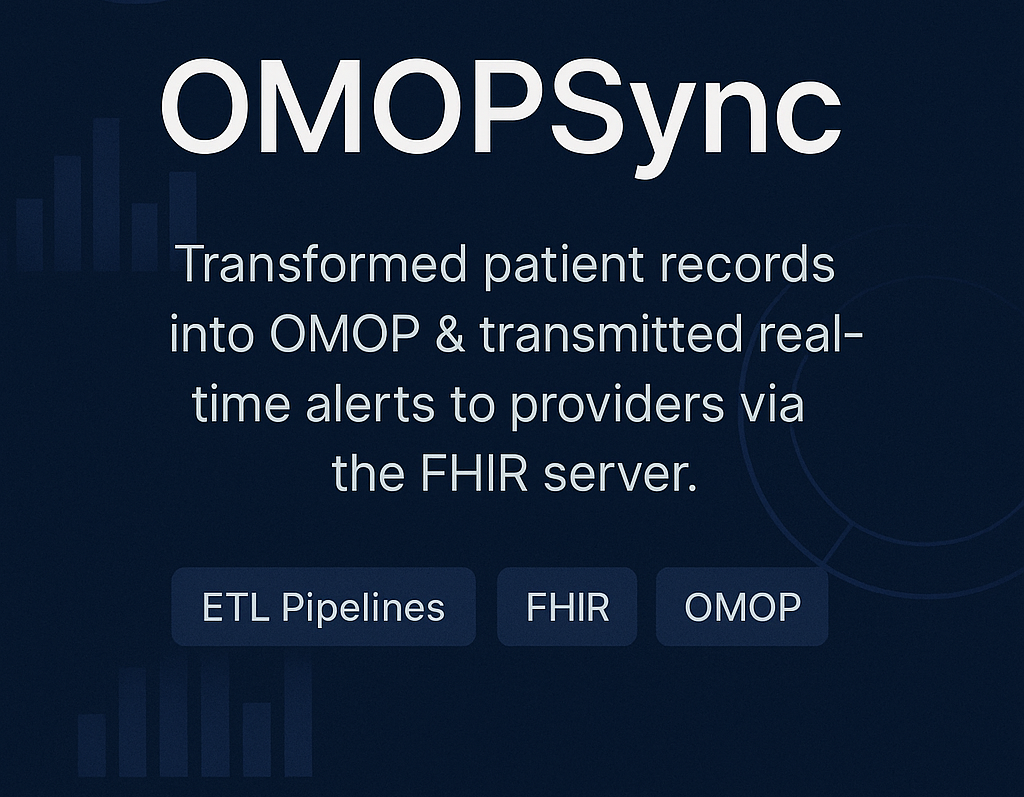 OMOPSync
Transformed patient records
into OMOP & transmitted real-
time alerts to providers via
the FHIR server.
ETL Pipelines FHIR OMOP